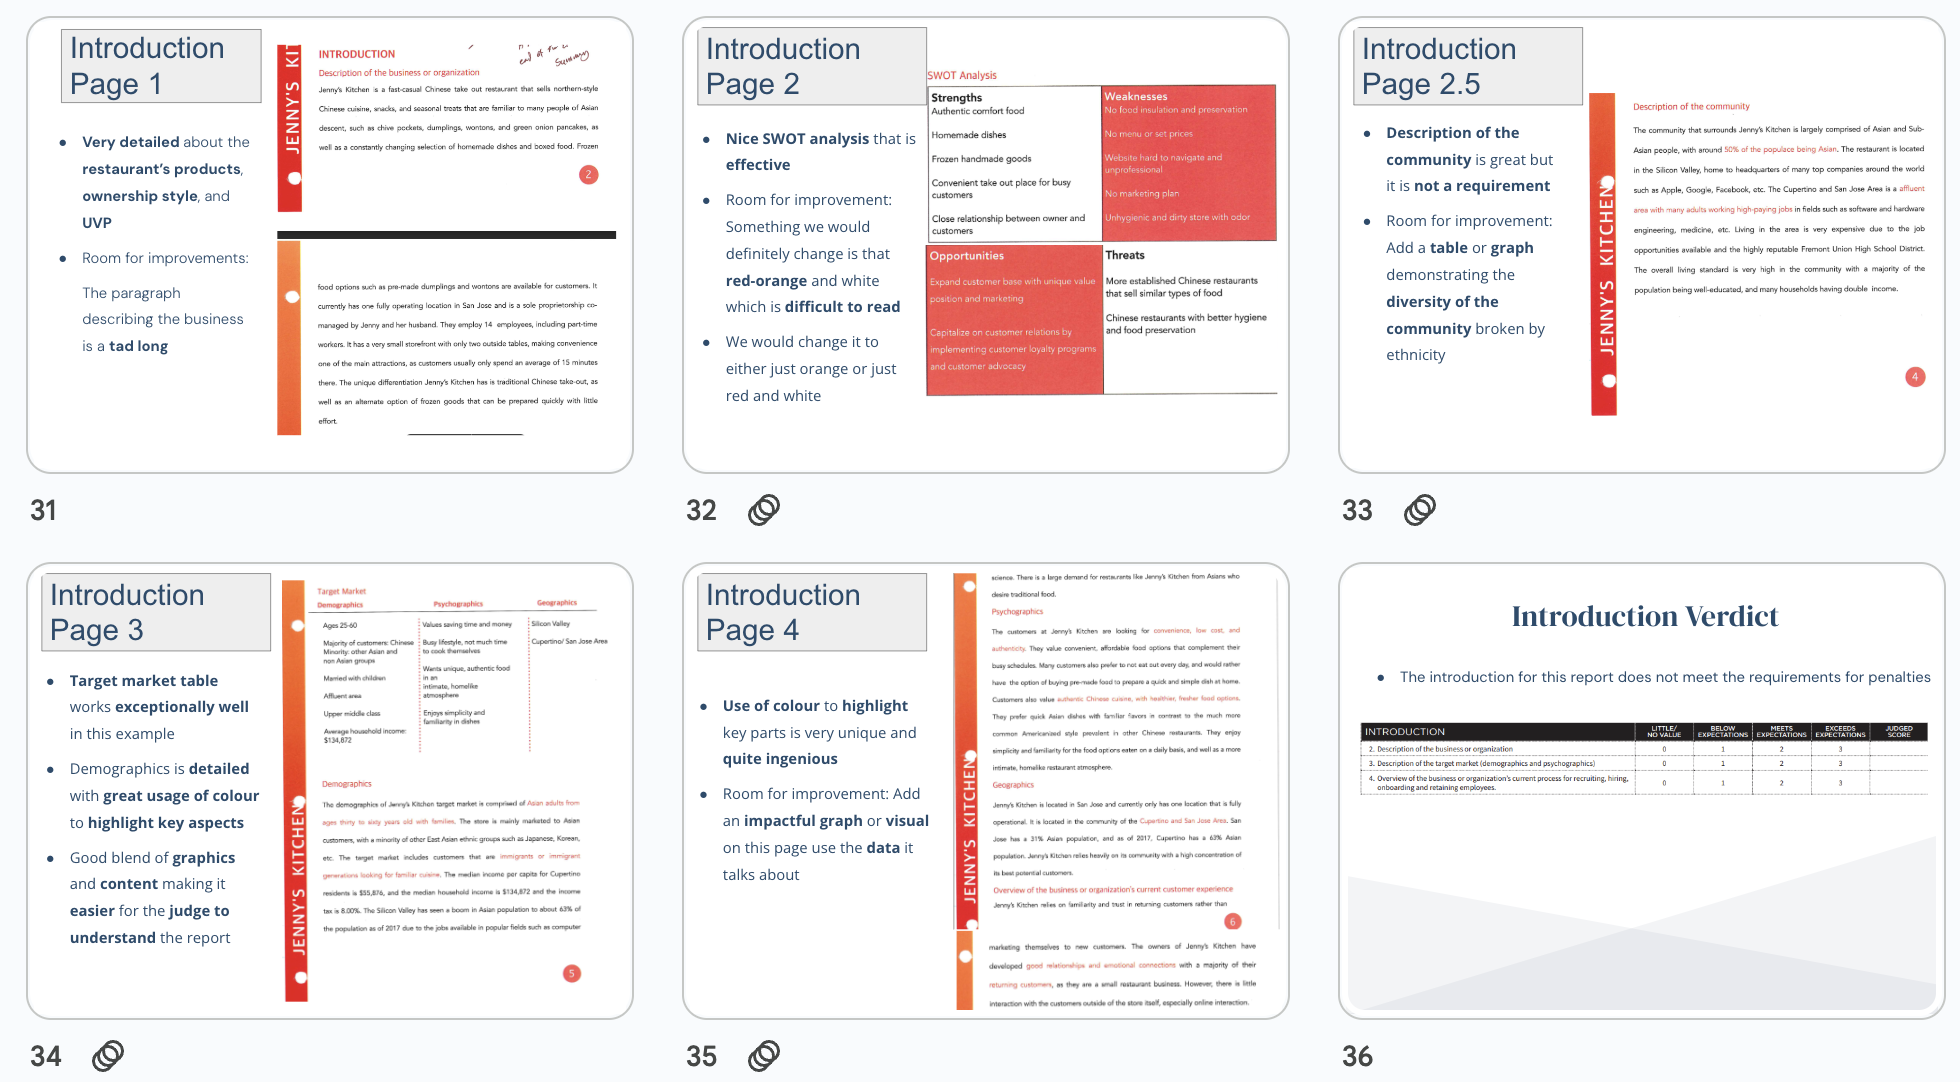 Introduction
Page 1
● Very detailed about the
restaurant's products,
ownership style, and
UVP
● Room for improvements:
The paragraph
describing the business
is a tad long
JENNY'S KIT
INTRODUCTION
end of
Summary
Description of the business or organization
Jenny's Kitchen is a fast-casual Chinese take out restaurant that sells northern-style
Chinese cuisine, snacks, and seasonal treats that are familiar to many people of Asian
descent, such as chive pockets, dumplings, wontons, and green onion pancakes, as
well as a constantly changing selection of homemade dishes and boxed food. Frozen
2
food options such as pre-made dumplings and wontons are available for customers. It
currently has one fully operating location in San Jose and is a sole proprietorship co-
managed by Jenny and her husband. They employ 14 employees, including part-time
workers. It has a very small storefront with only two outside tables, making convenience
one of the main attractions, as customers usually only spend an average of 15 minutes
there. The unique differentiation Jenny's Kitchen has is traditional Chinese take-out, as
well as an alternate option of frozen goods that can be prepared quickly with little
effort.
31
Introduction
Page 2
● Nice SWOT analysis that is
effective
● Room for improvement:
Something we would
definitely change is that
red-orange and white
which is difficult to read
● We would change it to
either just orange or just
red and white
SWOT Analysis
Strengths
Authentic comfort food
Homemade dishes
Frozen handmade goods
Convenient take out place for busy
customers
Close relationship between owner and
customers
Weaknesses
No food insulation and preservation
No menu or set prices
Website hard to navigate and
unprofessional
No marketing plan
Unhygienic and dirty store with odor
Opportunities
Expand customer base with unique value
position and marketing
Capitalize on customer relations by
implementing customer loyalty programs
and customer advocacy
Threats
More established Chinese restaurants
that sell similar types of food
Chinese restaurants with better hygiene
and food preservation
32
Introduction
Page 2.5
● Description of the
community is great but
it is not a requirement
● Room for improvement:
Add a table or graph
demonstrating the
diversity of the
community broken by
ethnicity
JENNY'S KITCHEN
Description of the community
The community that surrounds Jenny's Kitchen is largely comprised of Asian and Sub-
Asian people, with around 50% of the populace being Asian. The restaurant is located
in the Silicon Valley, home to headquarters of many top companies around the world
such as Apple, Google, Facebook, etc. The Cupertino and San Jose Area is a affluent
area with many adults working high-paying jobs in fields such as software and hardware
engineering, medicine, etc. Living in the area is very expensive due to the job
opportunities available and the highly reputable Fremont Union High School District.
The overall living standard is very high in the community with a majority of the
population being well-educated, and many households having double income.
4
33
Introduction
Page 3
● Target market table
works exceptionally well
in this example
● Demographics is detailed
with great usage of colour
to highlight key aspects
● Good blend of graphics
and content making it
easier for the judge to
understand the report
JENNY'S KITCHEN
Target Market
Demographics Psychographics Geographics
Ages 25-60
Majority of customers: Chinese
Minority: other Asian and
non Asian groups
Married with children
Affluent area
Upper middle class
Average household income:
$134,872
Values saving time and money
Busy lifestyle, not much time
to cook themselves
Wants unique, authentic food
in an
intimate, homelike
atmosphere
Enjoys simplicity and
familiarity in dishes
Silicon Valley
Cupertino/ San Jose Area
Demographics
The demographics of Jenny's Kitchen target market is comprised of Asian adults from
ages thirty to sixty years old with families. The store is mainly marketed to Asian
customers, with a minority of other East Asian ethnic groups such as Japanese, Korean,
etc. The target market includes customers that are immigrants or immigrant
generations looking for familiar cuisine. The median income per capita for Cupertino
residents is $55,876, and the median household income is $134,872 and the income
tax is 8.00%. The Silicon Valley has seen a boom in Asian population to about 63% of
the population as of 2017 due to the jobs available in popular fields such as computer
5
34
Introduction
Page 4
● Use of colour to highlight
key parts is very unique and
quite ingenious
● Room for improvement: Add
an impactful graph or visual
on this page use the data it
talks about
JENNY'S KITCHEN
science. There is a large demand for restaurants like Jenny's Kitchen from Asians who
desire traditional food.
Psychographics
The customers at Jenny's Kitchen are looking for convenience, low cost, and
authenticity. They value convenient, affordable food options that complement their
busy schedules. Many customers also prefer to not eat out every day, and would rather
have the option of buying pre-made food to prepare a quick and simple dish at home.
Customers also value authentic Chinese cuisine, with healthier, fresher food options.
They prefer quick Asian dishes with familiar flavors in contrast to the much more
common Americanized style prevalent in other Chinese restaurants. They enjoy
simplicity and familiarity for the food options eaten on a daily basis, and well as a more
intimate, homelike restaurant atmosphere.
Geographics
Jenny's Kitchen is located in San Jose and currently only has one location that is fully
operational. It is located in the community of the Cupertino and San Jose Area. San
Jose has a 31% Asian population, and as of 2017, Cupertino has a 63% Asian
population. Jenny's Kitchen relies heavily on its community with a high concentration of
its best potential customers.
Overview of the business or organization's current customer experience
Jenny's Kitchen relies on familiarity and trust in returning customers rather than
6
marketing themselves to new customers. The owners of Jenny's Kitchen have
developed good relationships and emotional connections with a majority of their
returning customers, as they are a small restaurant business. However, there is little
interaction with the customers outside of the store itself, especially online interaction.
35
Introduction Verdict
● The introduction for this report does not meet the requirements for penalties
INTRODUCTION LITTLE/ NO VALUE BELOW EXPECTATIONS MEETS EXPECTATIONS EXCEEDS EXPECTATIONS JUDGED SCORE
2. Description of the business or organization 0 1 2 3
3. Description of the target market (demographics and psychographics) 0 1 2 3
4. Overview of the business or organization's current process for recruiting, hiring,
onboarding and retaining employees. 0 1 2 3
36